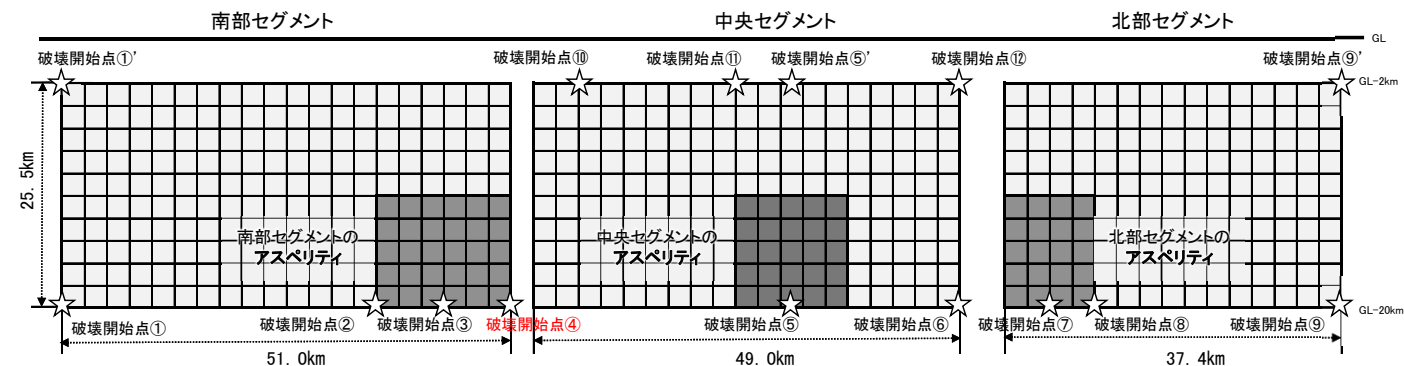 南部セグメント
中央セグメント
北部セグメント
GL
破壊開始点①’
破壊開始点⑩
破壊開始点⑪
破壊開始点⑤’
破壊開始点⑫
破壊開始点⑨’
GL-2km
25.5km
南部セグメントの
アスペリティ
中央セグメントの
アスペリティ
北部セグメントの
アスペリティ
破壊開始点①
破壊開始点②
破壊開始点③
破壊開始点④
破壊開始点⑤
破壊開始点⑥
破壊開始点⑦
破壊開始点⑧
破壊開始点⑨
GL-20km
51.0km
49.0km
37.4km